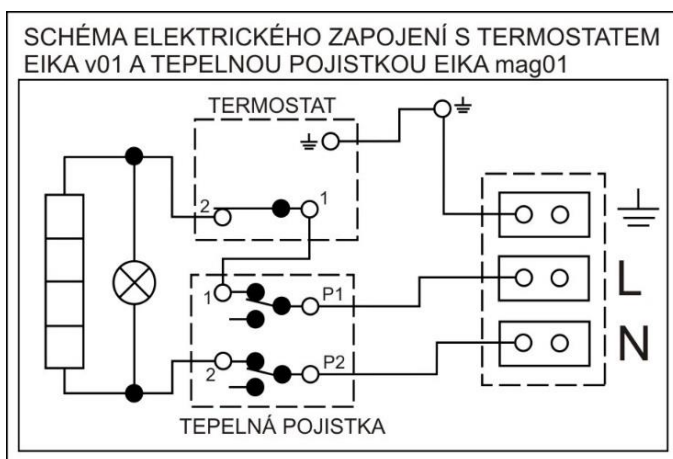 SCHÉMA ELEKTRICKÉHO ZAPOJENÍ S TERMOSTATEM
EIKA v01 A TEPELNOU POJISTKOU EIKA mag01
TERMOSTAT
2 1
1 P1
L
2 P2
N
TEPELNÁ POJISTKA